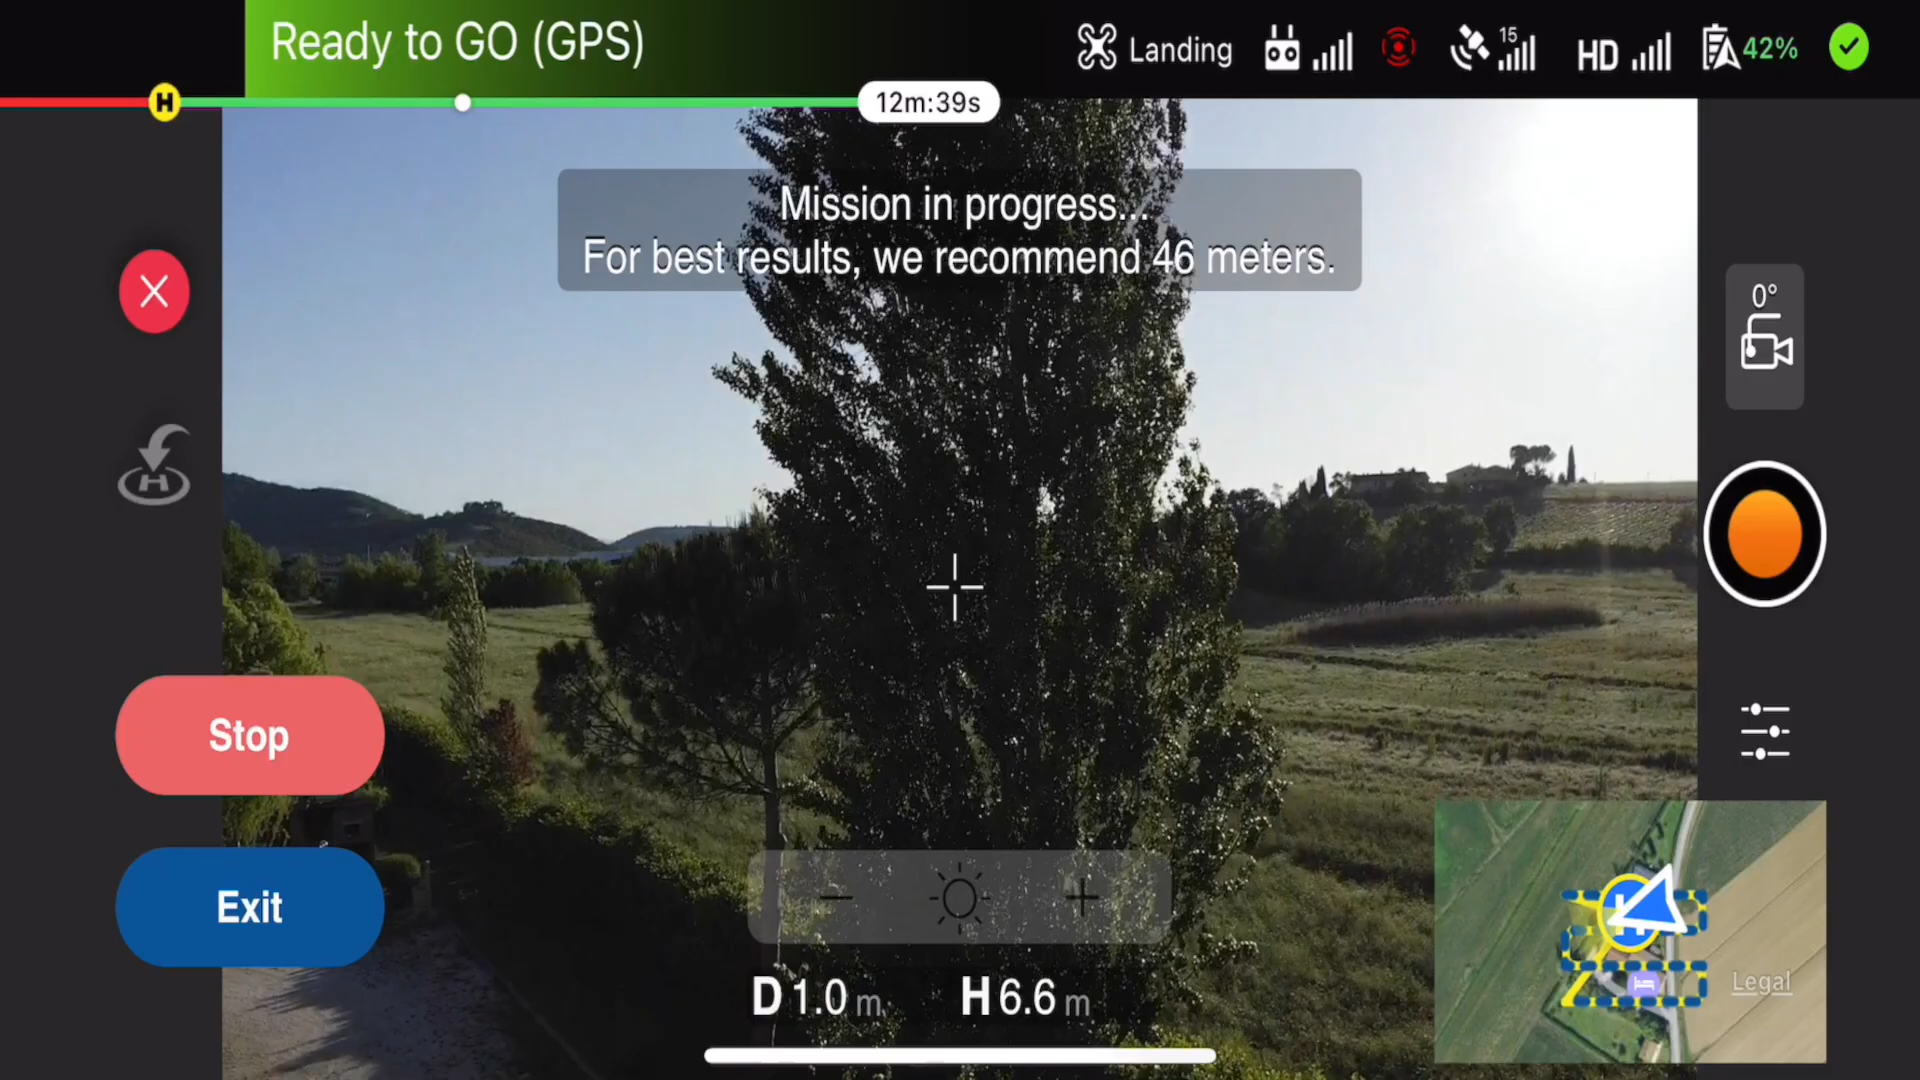 Ready to GO (GPS)
Landing
15
HD
42%
H
12m:39s
Mission in progress...
For best results, we recommend 46 meters.
0°
H
Stop
Exit
D 1.0 m
H 6.6 m
H
Legal